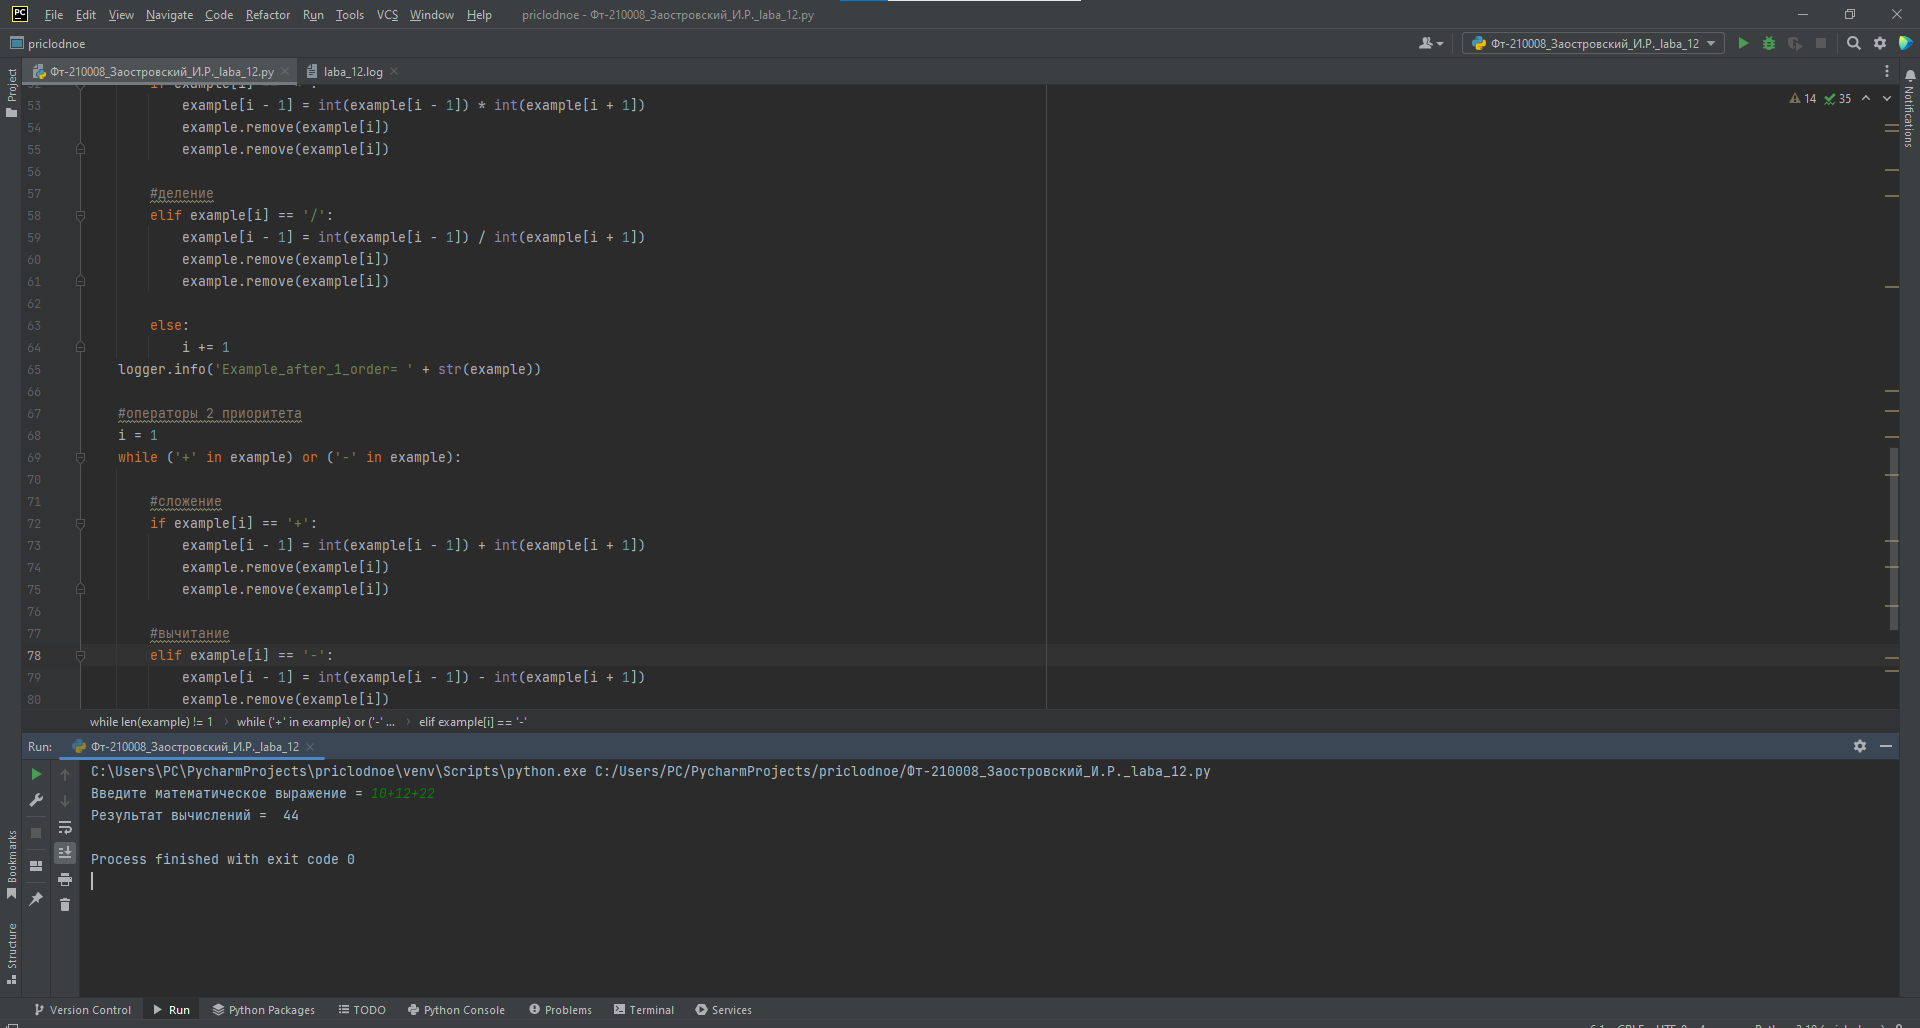 PC File Edit View Navigate Code Refactor Run Tools VCS Window Help priclodnoe - Фт-210008_Заостровский_И.Р._laba_12.py
priclodnoe Фт-210008_Заостровский_И.Р._laba_12
Фт-210008_Заостровский_И.Р._laba_12.py laba_12.log
14 35
53 example[i - 1] = int(example[i - 1]) * int(example[i + 1])
54 example.remove(example[i])
55 example.remove(example[i])
56
57 #деление
58 elif example[i] == '/':
59 example[i - 1] = int(example[i - 1]) / int(example[i + 1])
60 example.remove(example[i])
61 example.remove(example[i])
62
63 else:
64 i += 1
65 logger.info('Example_after_1_order= ' + str(example))
66
67 #операторы 2 приоритета
68 i = 1
69 while ('+' in example) or ('-' in example):
70
71 #сложение
72 if example[i] == '+':
73 example[i - 1] = int(example[i - 1]) + int(example[i + 1])
74 example.remove(example[i])
75 example.remove(example[i])
76
77 #вычитание
78 elif example[i] == '-':
79 example[i - 1] = int(example[i - 1]) - int(example[i + 1])
80 example.remove(example[i])
while len(example) != 1 › while ('+' in example) or ('-' ... › elif example[i] == '-'
Run: Фт-210008_Заостровский_И.Р._laba_12
C:\Users\PC\PycharmProjects\priclodnoe\venv\Scripts\python.exe C:/Users/PC/PycharmProjects/priclodnoe/Фт-210008_Заостровский_И.Р._laba_12.py
Введите математическое выражение = 10+12+22
Результат вычислений =  44
Process finished with exit code 0
Project
Bookmarks
Structure
Notifications
Version Control Run Python Packages TODO Python Console Problems Terminal Services